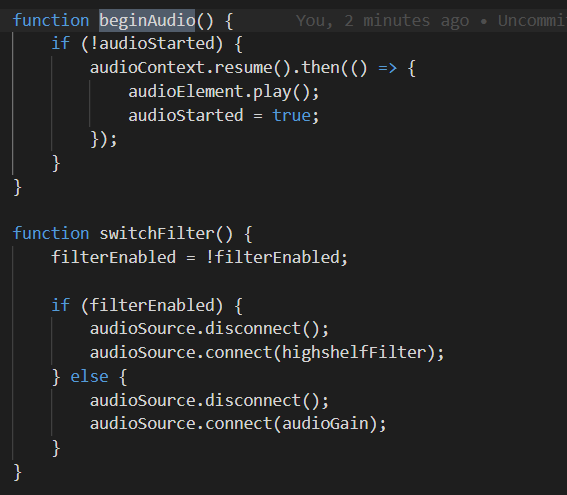 function beginAudio() {    You, 2 minutes ago • Uncommi
    if (!audioStarted) {
        audioContext.resume().then(() => {
            audioElement.play();
            audioStarted = true;
        });
    }
}

function switchFilter() {
    filterEnabled = !filterEnabled;

    if (filterEnabled) {
        audioSource.disconnect();
        audioSource.connect(highshelfFilter);
    } else {
        audioSource.disconnect();
        audioSource.connect(audioGain);
    }
}